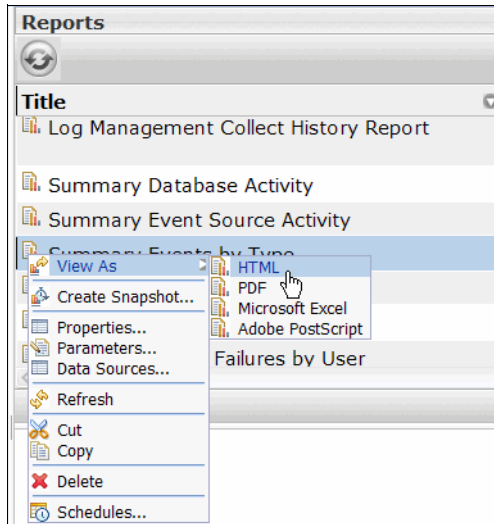 Reports
Title
Log Management Collect History Report
Summary Database Activity
Summary Event Source Activity
Summary Events by Type
View As
HTML
PDF
Create Snapshot...
Microsoft Excel
Adobe PostScript
Properties...
Parameters...
Data Sources...
Failures by User
Refresh
Cut
Copy
Delete
Schedules...